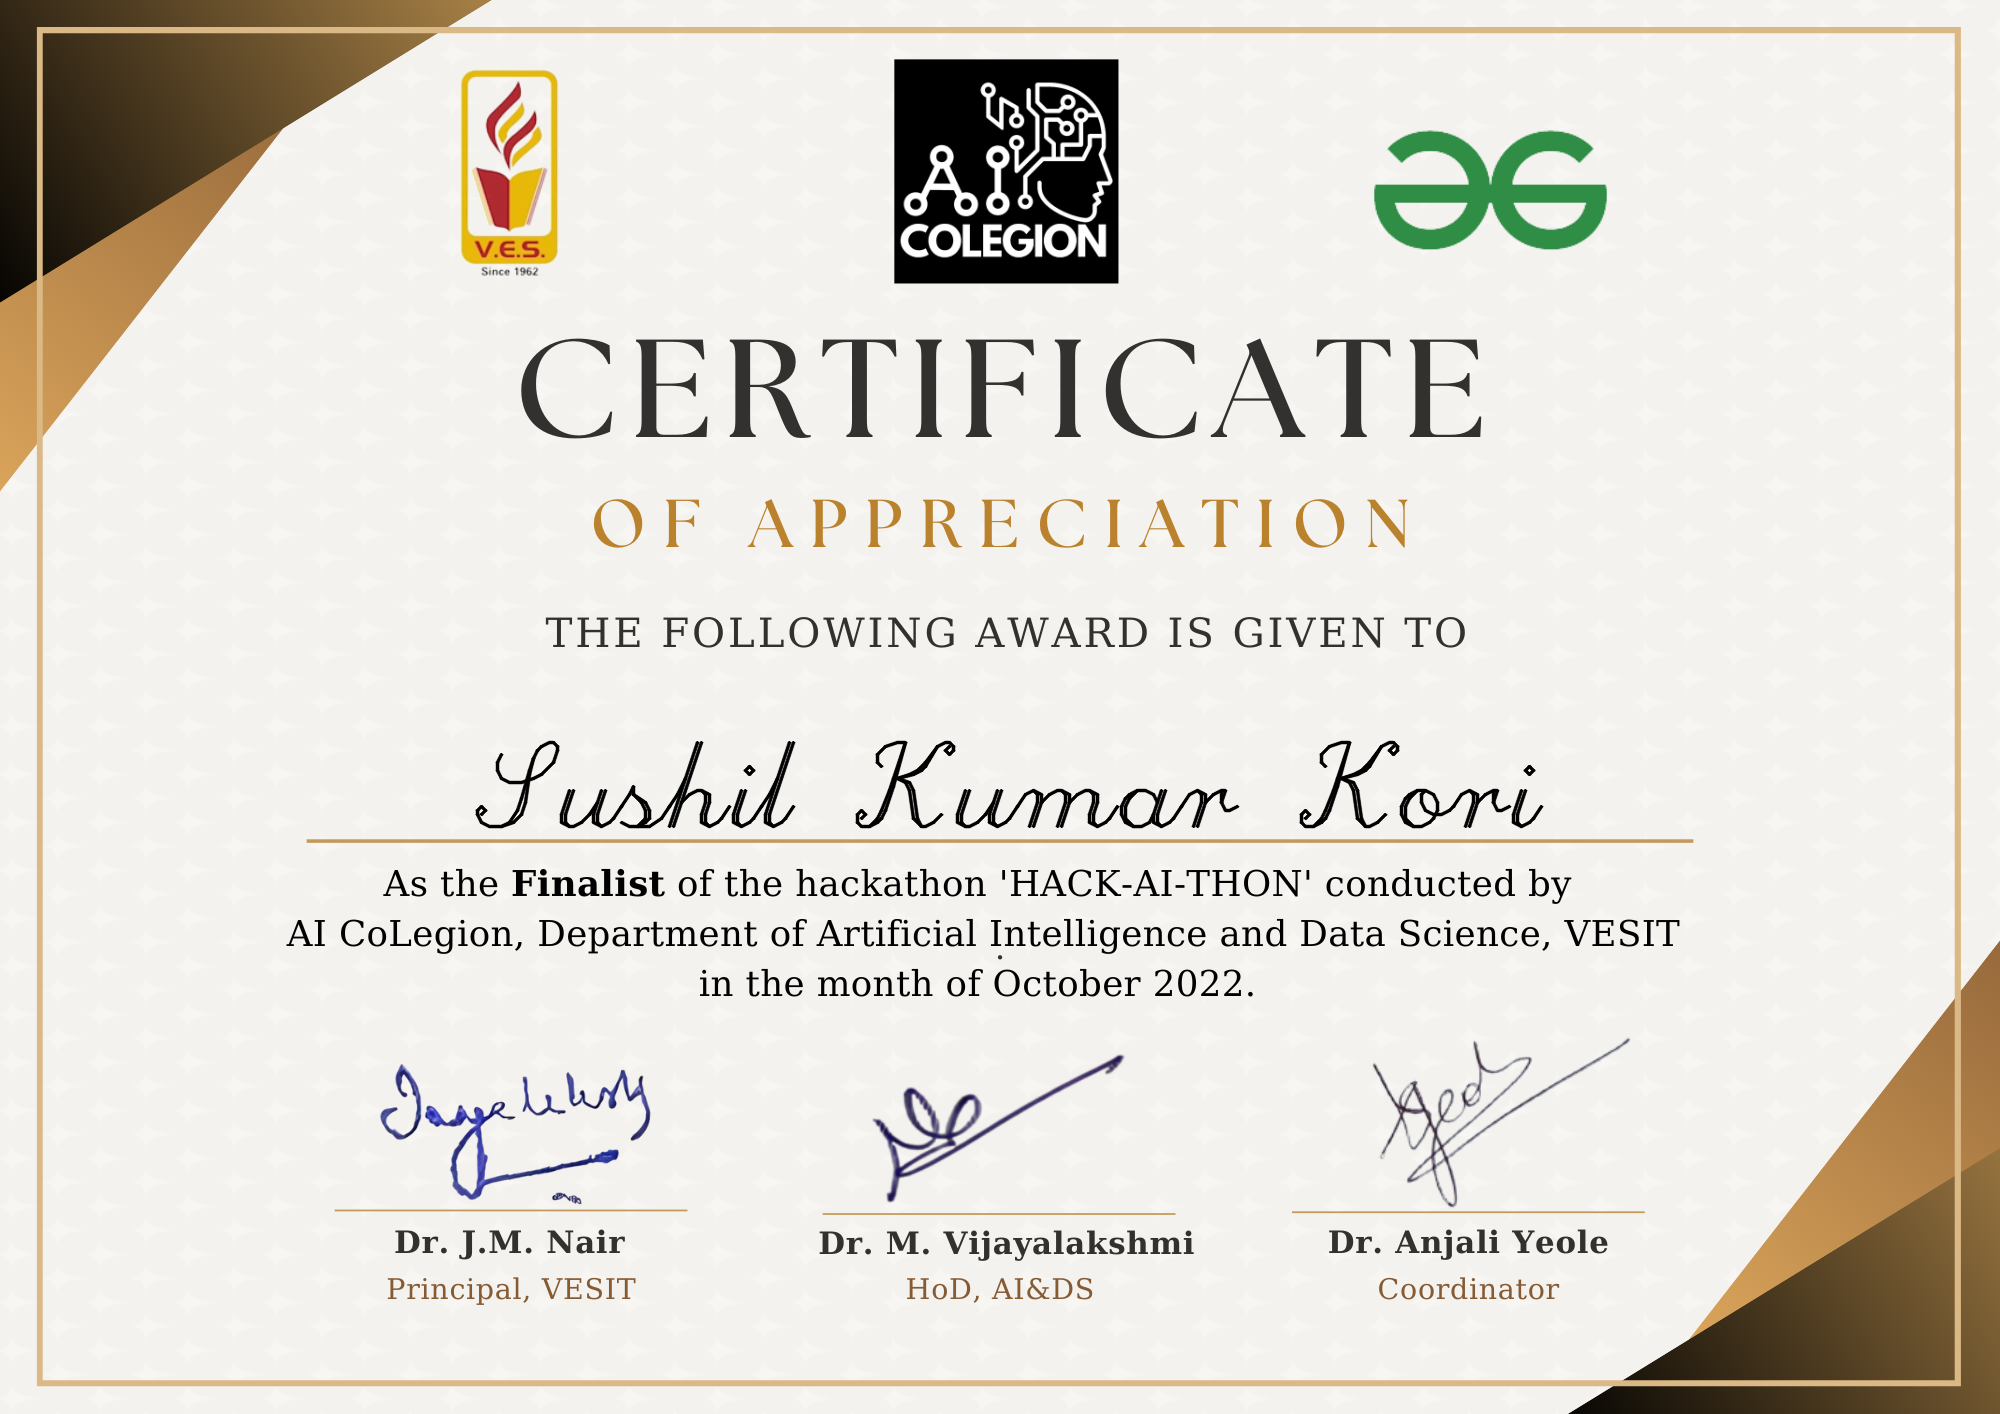 V.E.S.
Since 1962
AI
COLEGION
CERTIFICATE
OF APPRECIATION
THE FOLLOWING AWARD IS GIVEN TO
Sushil Kumar Kori
As the Finalist of the hackathon 'HACK-AI-THON' conducted by
AI CoLegion, Department of Artificial Intelligence and Data Science, VESIT
in the month of October 2022.
Dr. J.M. Nair
Principal, VESIT
Dr. M. Vijayalakshmi
HoD, AI&DS
Dr. Anjali Yeole
Coordinator